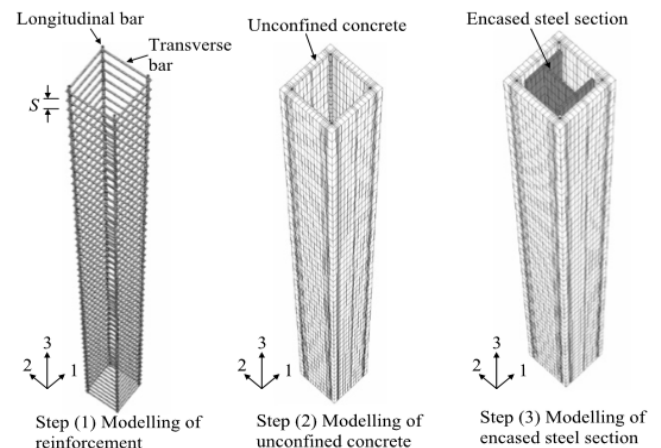 Longitudinal bar
Transverse
bar
S
3
2
1
Step (1) Modelling of
reinforcement
Unconfined concrete
3
2
1
Step (2) Modelling of
unconfined concrete
Encased steel section
3
2
1
Step (3) Modelling of
encased steel section